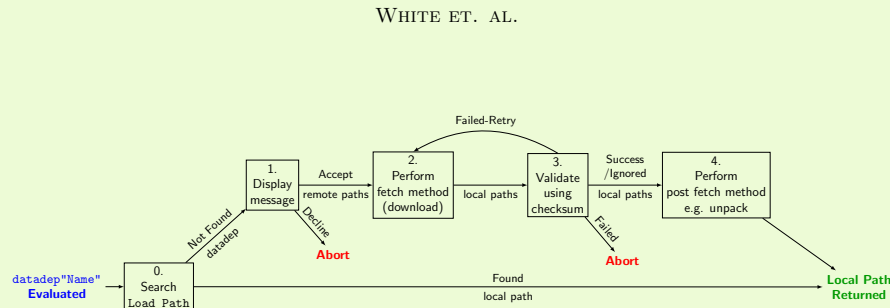 WHITE ET. AL.
Failed-Retry
0.
Search
Load Path
1.
Display
message
2.
Perform
fetch method
(download)
3.
Validate
using
checksum
4.
Perform
post fetch method
e.g. unpack
Accept
remote paths
local paths
Success
/Ignored
local paths
Not Found
datadep
Decline
Abort
Failed
Abort
datadep"Name"
Evaluated
Found
local path
Local Path
Returned